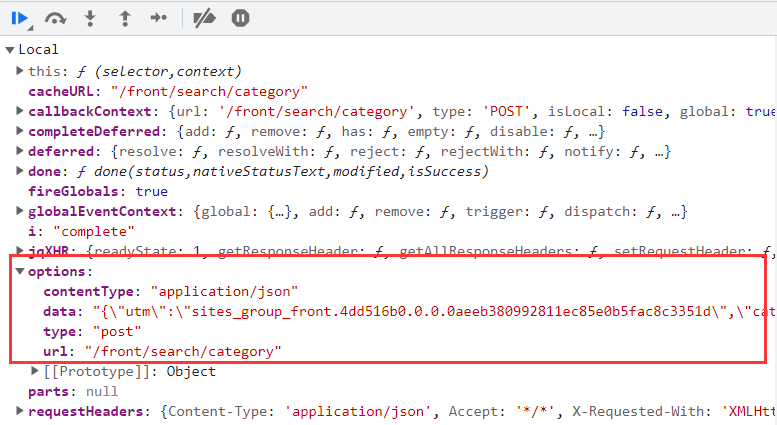 Local
this: ƒ (selector,context)
cacheURL: "/front/search/category"
callbackContext: {url: '/front/search/category', type: 'POST', isLocal: false, global: true
completeDeferred: {add: ƒ, remove: ƒ, has: ƒ, empty: ƒ, disable: ƒ, …}
deferred: {resolve: ƒ, resolveWith: ƒ, reject: ƒ, rejectWith: ƒ, notify: ƒ, …}
done: ƒ done(status,nativeStatusText,modified,isSuccess)
fireGlobals: true
globalEventContext: {global: {…}, add: ƒ, remove: ƒ, trigger: ƒ, dispatch: ƒ, …}
i: "complete"
jqXHR: {readyState: 1, getResponseHeader: ƒ, getAllResponseHeaders: ƒ, setRequestHeader: ƒ,
options:
contentType: "application/json"
data: "{\"utm\":\"sites_group_front.4dd516b0.0.0.0aeeb380992811ec85e0b5fac8c3351d\",\"cat
type: "post"
url: "/front/search/category"
[[Prototype]]: Object
parts: null
requestHeaders: {Content-Type: 'application/json', Accept: '*/*', X-Requested-With: 'XMLHtt